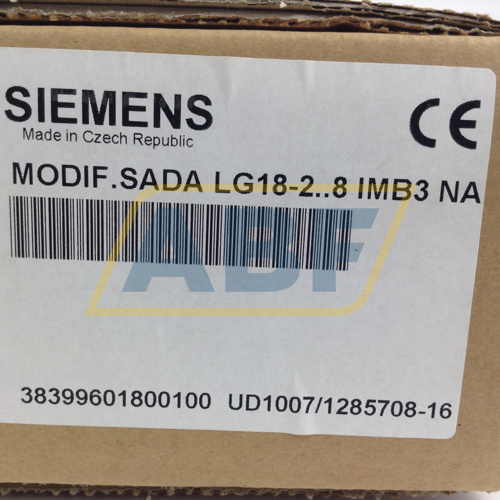 SIEMENS
Made in Czech Republic
CE
MODIF.SADA LG18-2..8 IMB3 NA
ABF
38399601800100 UD1007/1285708-16